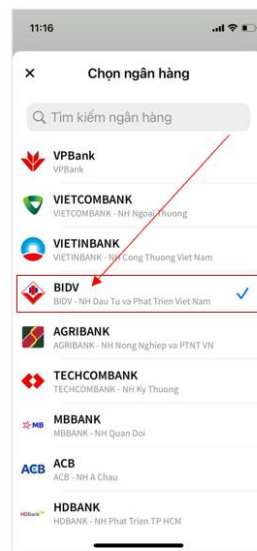 11:16
Chọn ngân hàng
Tìm kiếm ngân hàng
VPBank
VPBank
VIETCOMBANK
VIETCOMBANK - NH Ngoai Thuong
VIETINBANK
VIETINBANK - NH Cong Thuong Viet Nam
BIDV
BIDV - NH Dau Tu va Phat Trien Viet Nam
AGRIBANK
AGRIBANK - NH Nong Nghiep va PTNT VN
TECHCOMBANK
TECHCOMBANK - NH Ky Thuong
MB MBBANK
MBBANK - NH Quan Doi
ACB ACB
ACB - NH A Chau
HDBank HDBANK
HDBANK - NH Phat Trien TP HCM